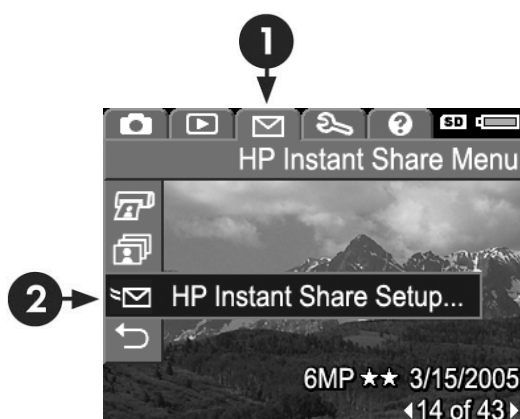 1
SD
HP Instant Share Menu
2
HP Instant Share Setup...
6MP ★★ 3/15/2005
14 of 43